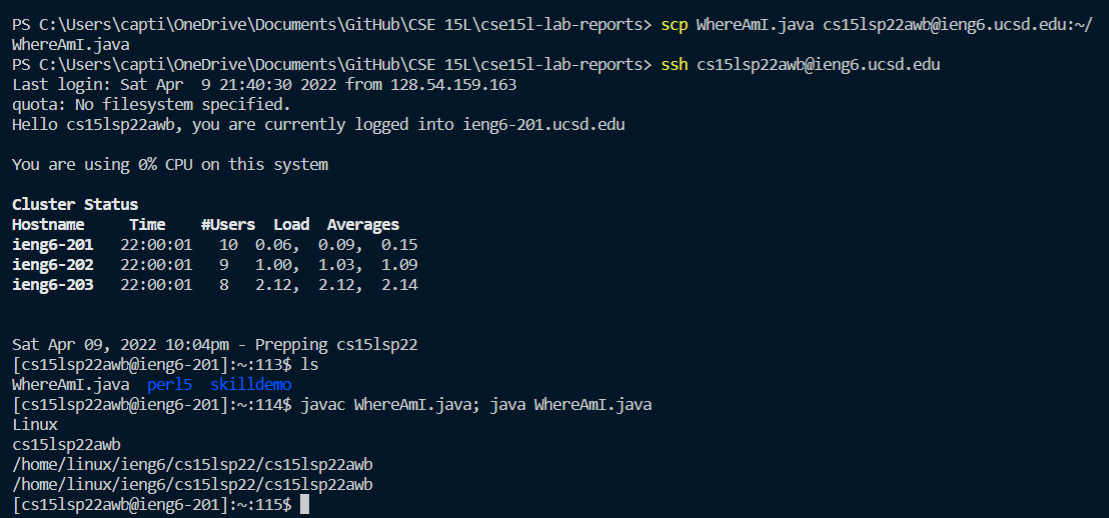 PS C:\Users\capti\OneDrive\Documents\GitHub\CSE 15L\cse15l-lab-reports> scp WhereAmI.java cs15lsp22awb@ieng6.ucsd.edu:~/
WhereAmI.java
PS C:\Users\capti\OneDrive\Documents\GitHub\CSE 15L\cse15l-lab-reports> ssh cs15lsp22awb@ieng6.ucsd.edu
Last login: Sat Apr  9 21:40:30 2022 from 128.54.159.163
quota: No filesystem specified.
Hello cs15lsp22awb, you are currently logged into ieng6-201.ucsd.edu
You are using 0% CPU on this system
Cluster Status
Hostname     Time    #Users  Load  Averages
ieng6-201   22:00:01   10  0.06,  0.09,  0.15
ieng6-202   22:00:01   9   1.00,  1.03,  1.09
ieng6-203   22:00:01   8   2.12,  2.12,  2.14
Sat Apr 09, 2022 10:04pm - Prepping cs15lsp22
[cs15lsp22awb@ieng6-201]:~:113$ ls
WhereAmI.java  perl5  skilldemo
[cs15lsp22awb@ieng6-201]:~:114$ javac WhereAmI.java; java WhereAmI.java
Linux
cs15lsp22awb
/home/linux/ieng6/cs15lsp22/cs15lsp22awb
/home/linux/ieng6/cs15lsp22/cs15lsp22awb
[cs15lsp22awb@ieng6-201]:~:115$